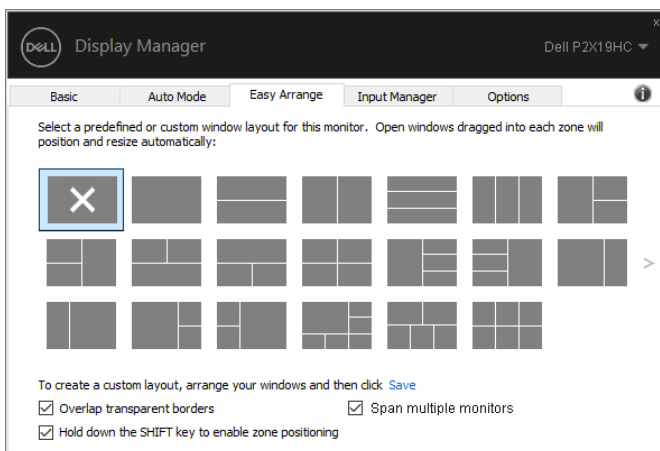 x
DELL Display Manager Dell P2X19HC
Basic Auto Mode Easy Arrange Input Manager Options i
Select a predefined or custom window layout for this monitor. Open windows dragged into each zone will
position and resize automatically:
>
To create a custom layout, arrange your windows and then click Save
Overlap transparent borders Span multiple monitors
Hold down the SHIFT key to enable zone positioning